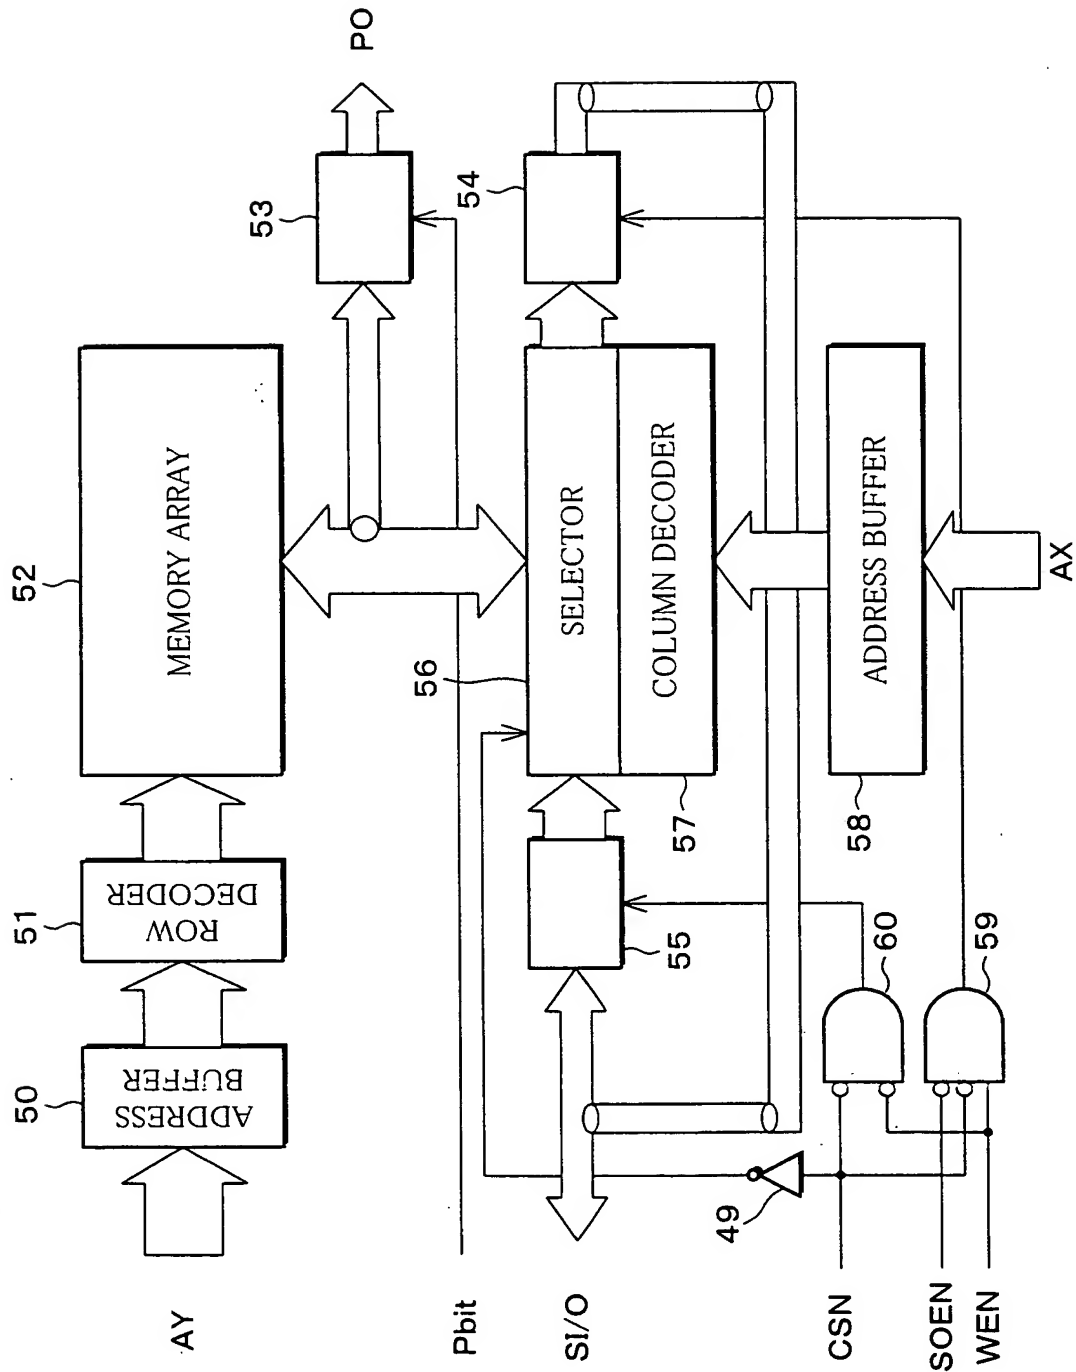 AY
50
ADDRESS
BUFFER
51
ROW
DECODER
52
MEMORY ARRAY
53
PO
Pbit
SI/O
55
56
SELECTOR
57
COLUMN DECODER
54
58
ADDRESS BUFFER
AX
49
CSN
60
SOEN
59
WEN